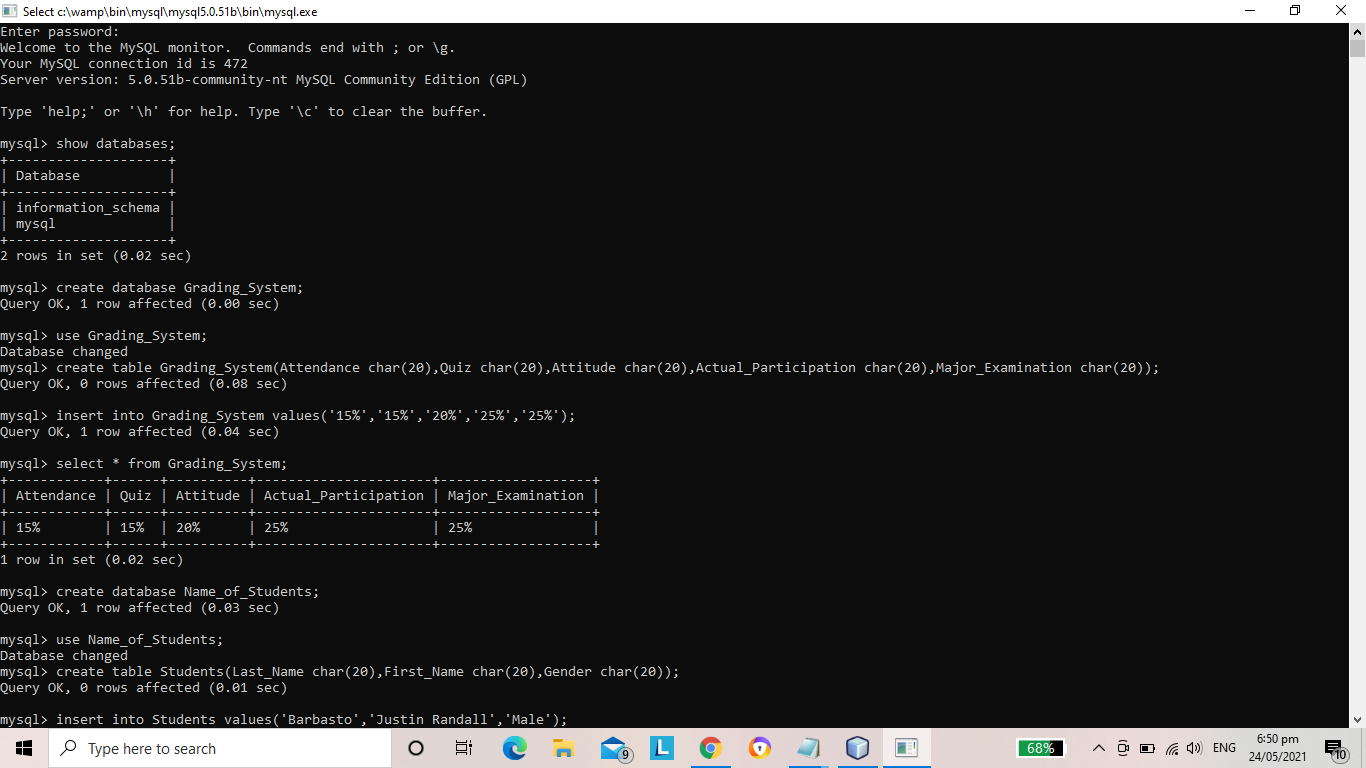 Select c:\wamp\bin\mysql\mysql5.0.51b\bin\mysql.exe
Enter password:
Welcome to the MySQL monitor.  Commands end with ; or \g.
Your MySQL connection id is 472
Server version: 5.0.51b-community-nt MySQL Community Edition (GPL)
Type 'help;' or '\h' for help. Type '\c' to clear the buffer.
mysql> show databases;
+--------------------+
| Database           |
+--------------------+
| information_schema |
| mysql              |
+--------------------+
2 rows in set (0.02 sec)
mysql> create database Grading_System;
Query OK, 1 row affected (0.00 sec)
mysql> use Grading_System;
Database changed
mysql> create table Grading_System(Attendance char(20),Quiz char(20),Attitude char(20),Actual_Participation char(20),Major_Examination char(20));
Query OK, 0 rows affected (0.08 sec)
mysql> insert into Grading_System values('15%','15%','20%','25%','25%');
Query OK, 1 row affected (0.04 sec)
mysql> select * from Grading_System;
+------------+------+----------+----------------------+-------------------+
| Attendance | Quiz | Attitude | Actual_Participation | Major_Examination |
+------------+------+----------+----------------------+-------------------+
| 15%        | 15%  | 20%      | 25%                  | 25%               |
+------------+------+----------+----------------------+-------------------+
1 row in set (0.02 sec)
mysql> create database Name_of_Students;
Query OK, 1 row affected (0.03 sec)
mysql> use Name_of_Students;
Database changed
mysql> create table Students(Last_Name char(20),First_Name char(20),Gender char(20));
Query OK, 0 rows affected (0.01 sec)
mysql> insert into Students values('Barbasto','Justin Randall','Male');
Type here to search
9
L
68%
ENG
6:50 pm
24/05/2021
10